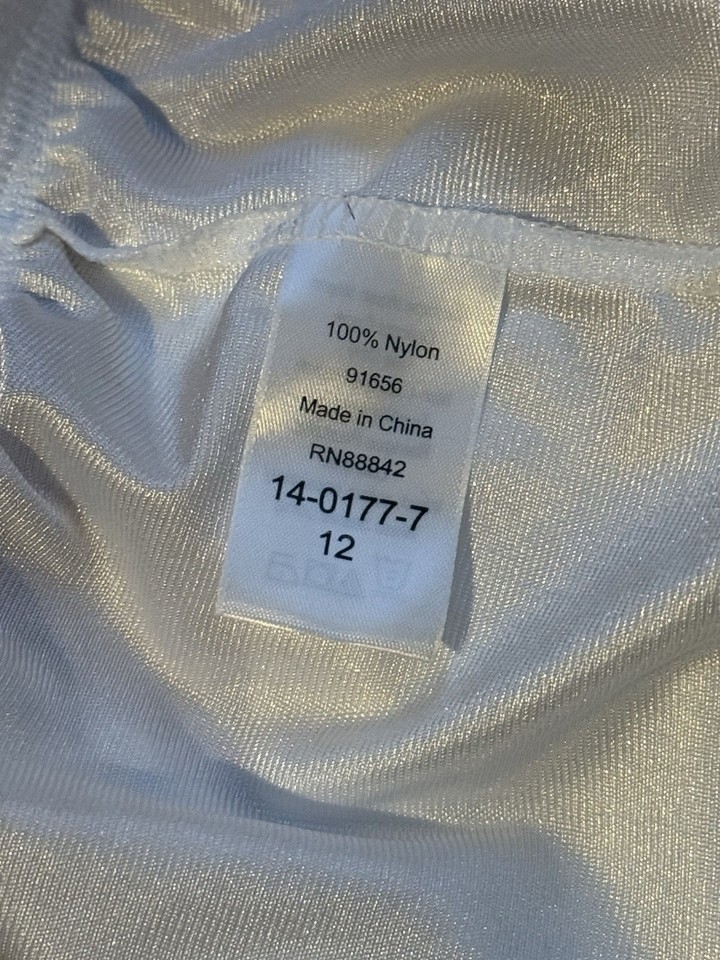 100% Nylon
91656
Made in China
RN88842
14-0177-7
12